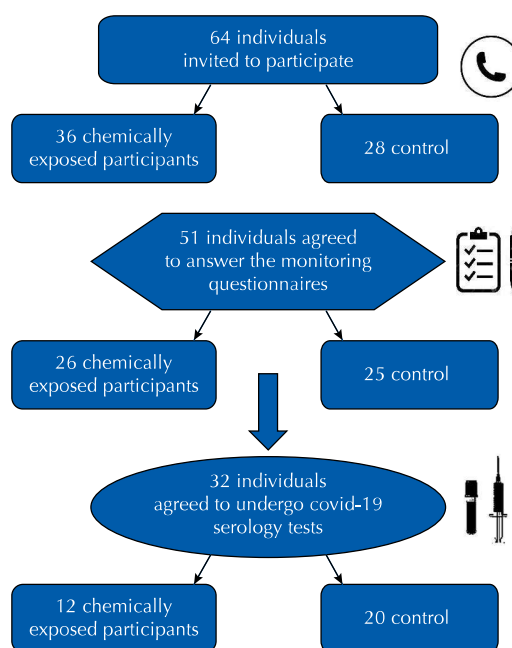 64 individuals
invited to participate
36 chemically
exposed participants
28 control
51 individuals agreed
to answer the monitoring
questionnaires
26 chemically
exposed participants
25 control
32 individuals
agreed to undergo covid-19
serology tests
12 chemically
exposed participants
20 control